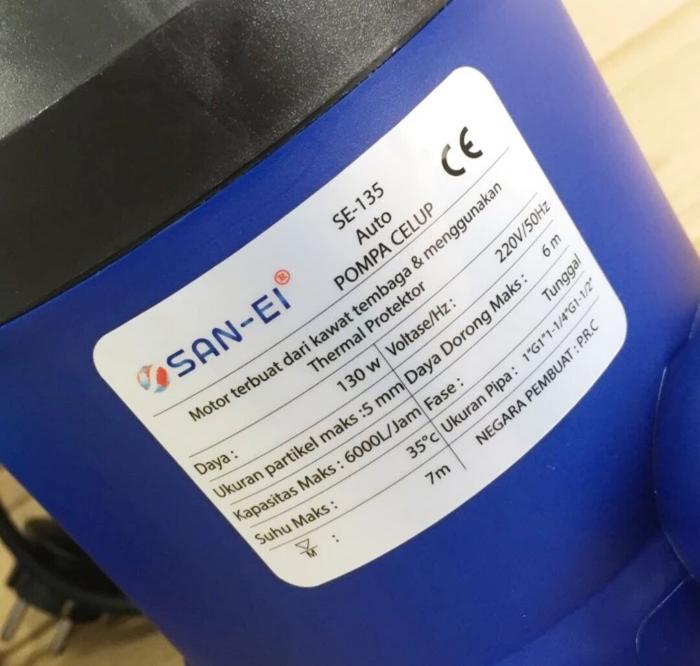 SAN-EI®
SE-135
Auto
POMPA CELUP
CE
Motor terbuat dari kawat tembaga & menggunakan
Thermal Protektor
Daya : 130 w Voltase/Hz : 220V/50Hz
Ukuran partikel maks :5 mm Daya Dorong Maks : 6 m
Kapasitas Maks : 6000L/Jam Fase : Tunggal
Suhu Maks : 35°c Ukuran Pipa : 1"G1"1-1/4"G1-1/2"
M : 7m NEGARA PEMBUAT : P.R.C